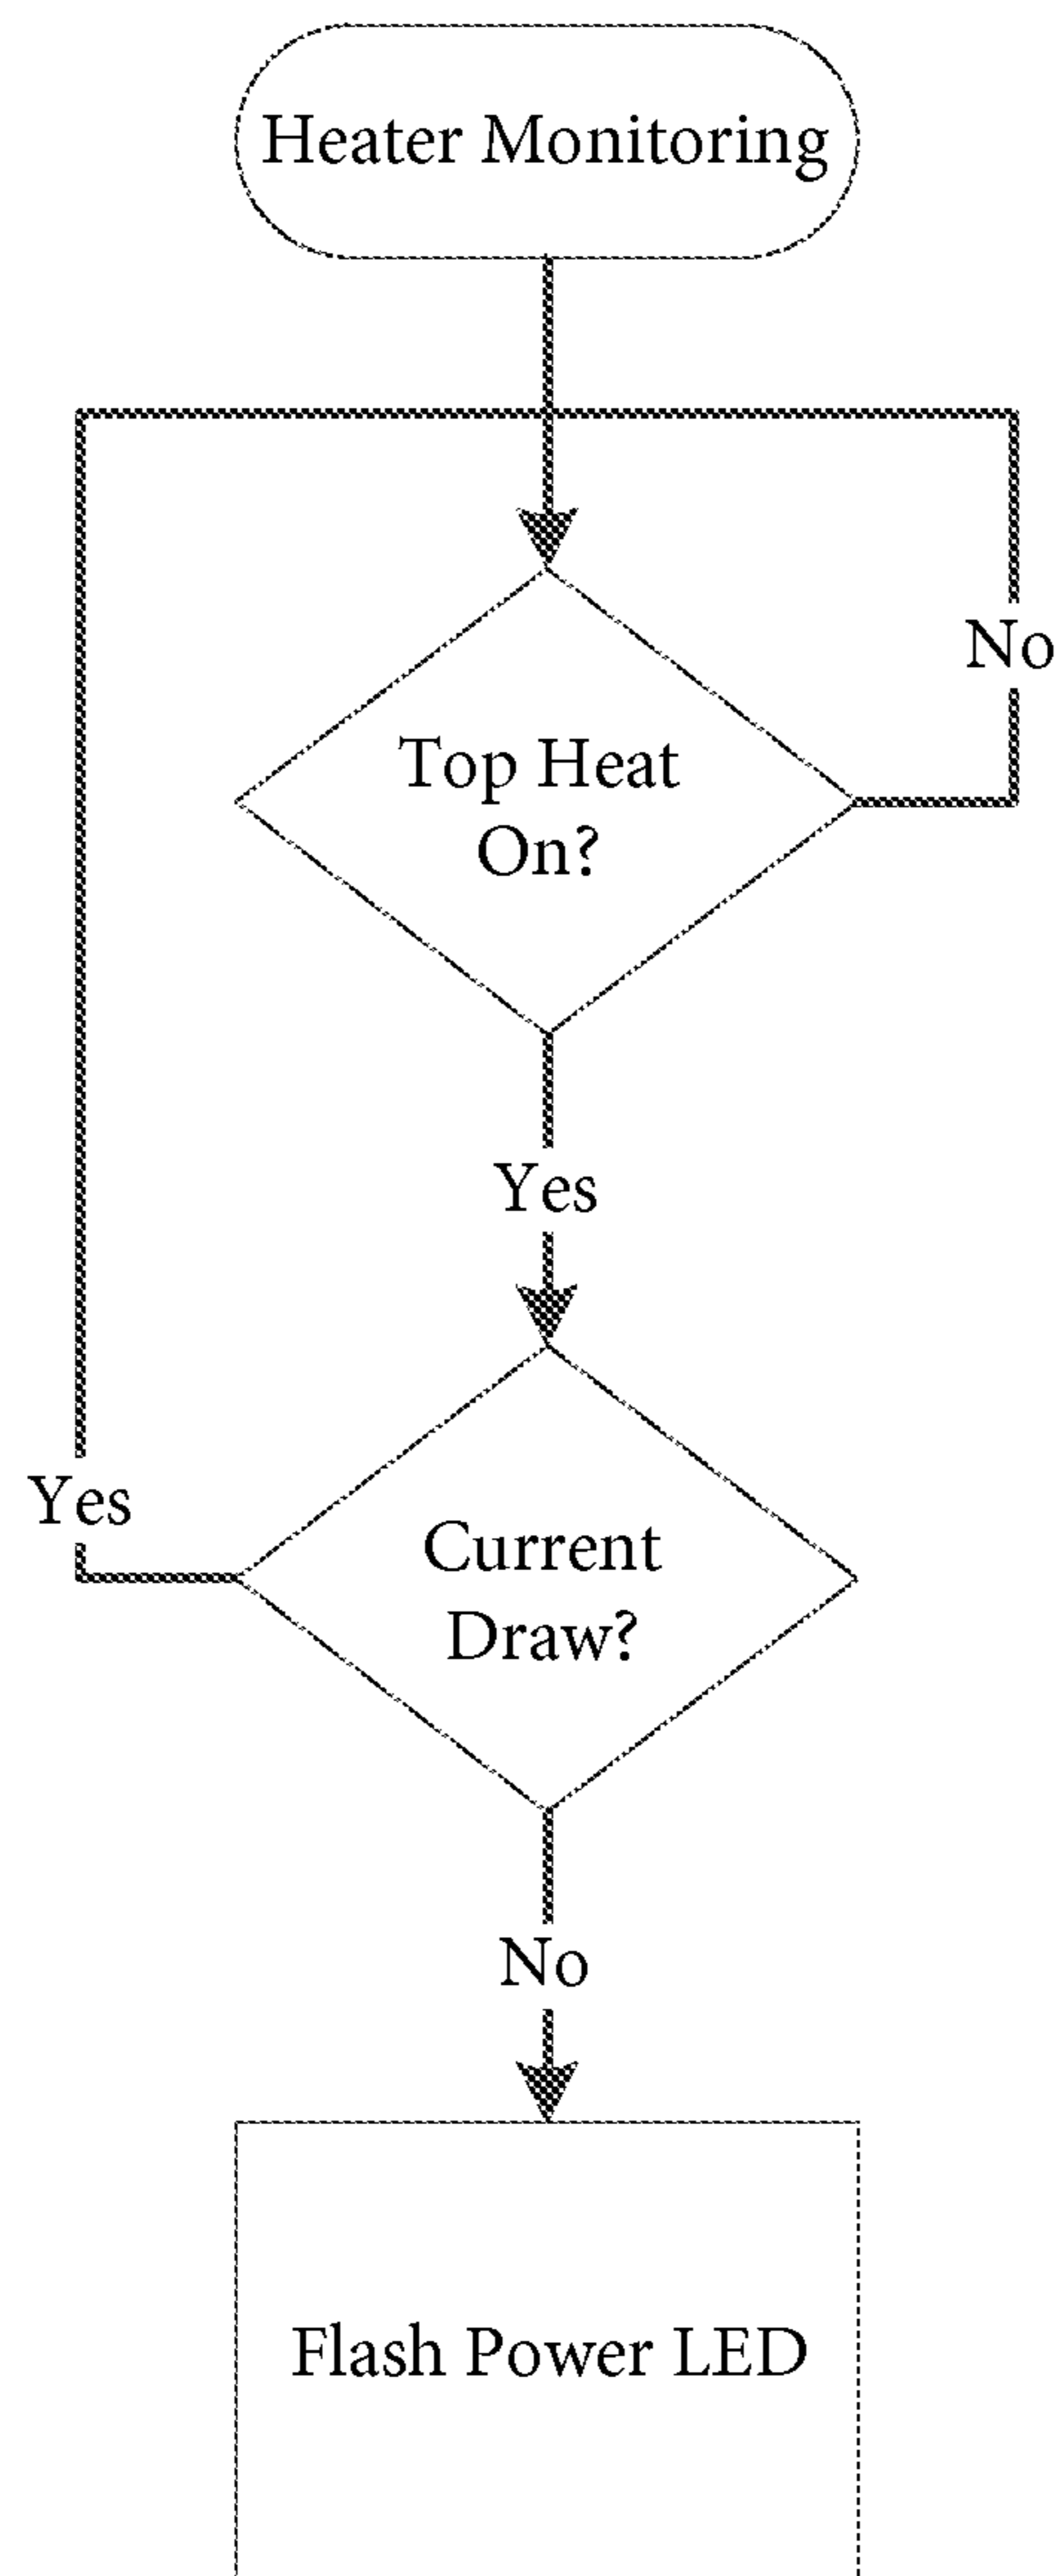 Heater Monitoring
No
Top Heat
On?
Yes
Yes
Current
Draw?
No
Flash Power LED